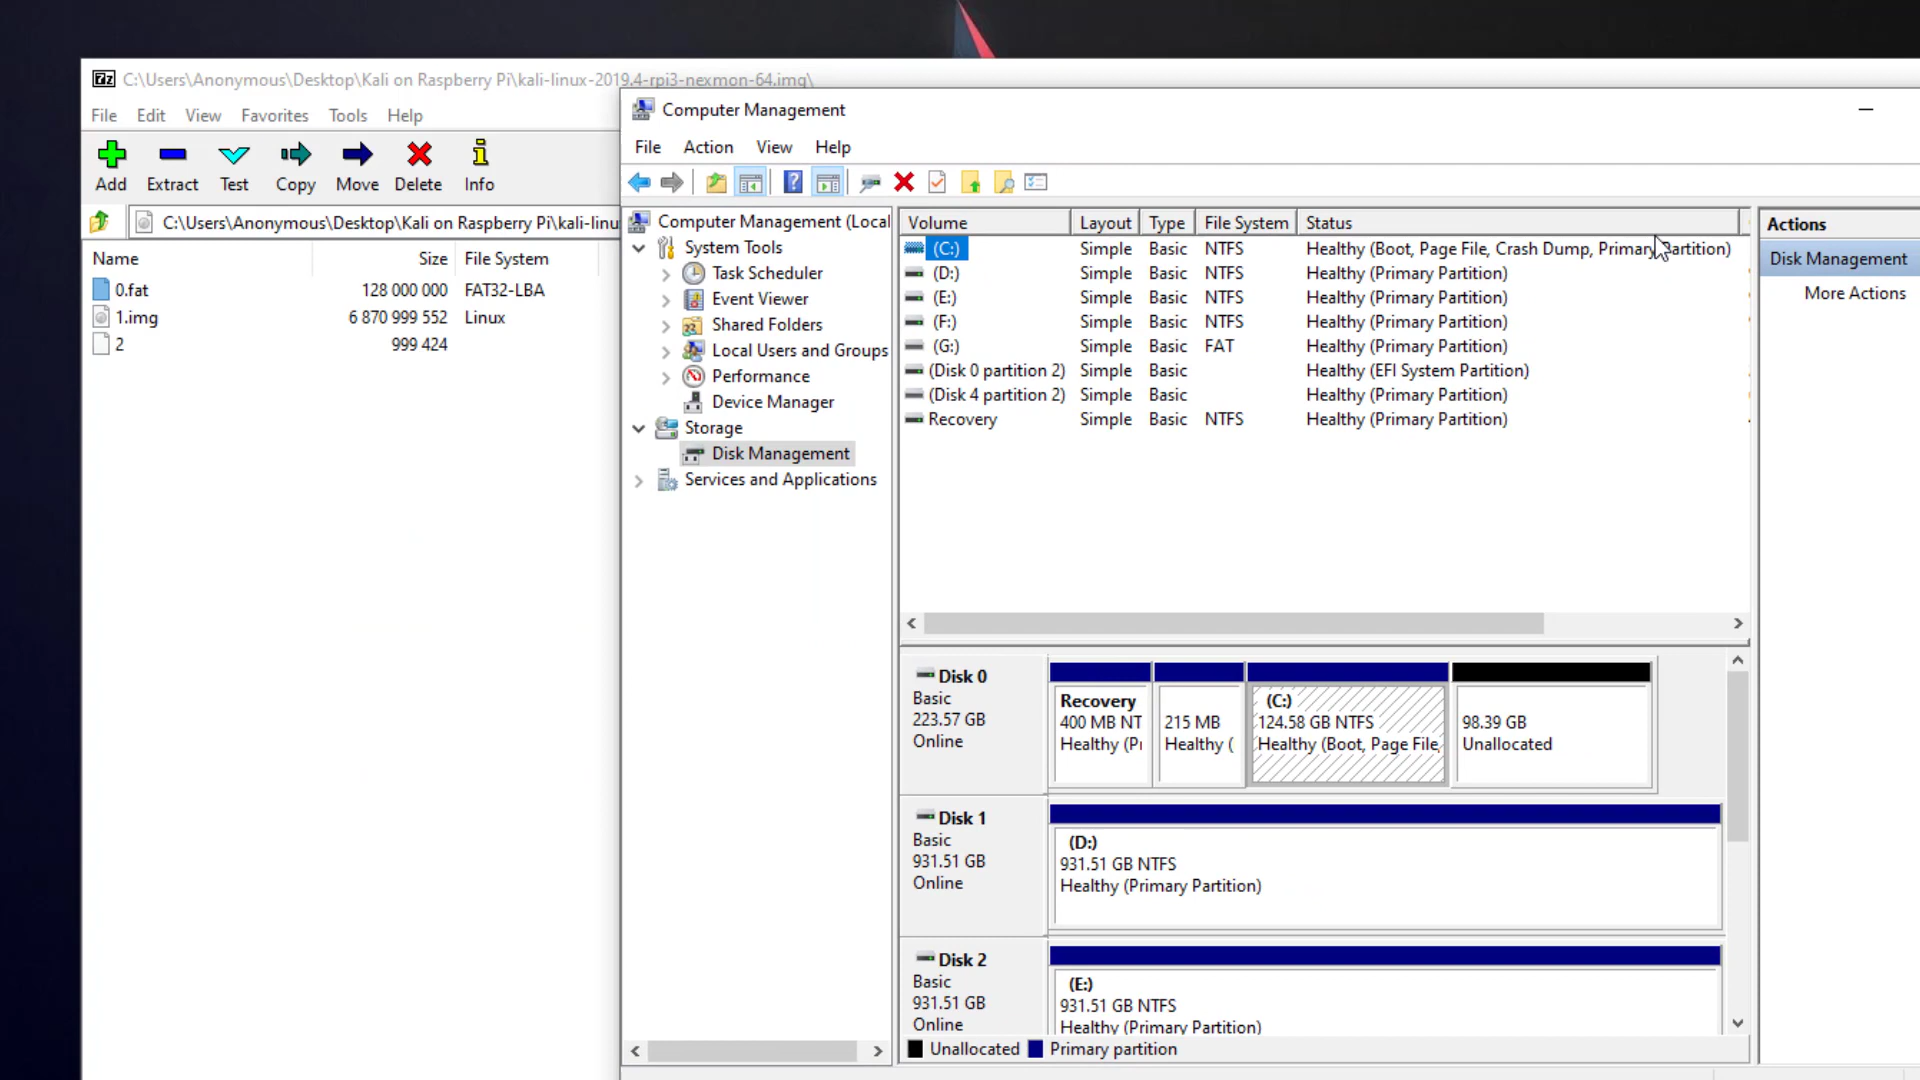 7z C:\Users\Anonymous\Desktop\Kali on Raspberry Pi\kali-linux-2019.4-rpi3-nexmon-64.img\
File Edit View Favorites Tools Help
Add Extract Test Copy Move Delete Info
C:\Users\Anonymous\Desktop\Kali on Raspberry Pi\kali-linu
Name Size File System
0.fat 128 000 000 FAT32-LBA
1.img 6 870 999 552 Linux
2 999 424
Computer Management
File Action View Help
Computer Management (Local
System Tools
Task Scheduler
Event Viewer
Shared Folders
Local Users and Groups
Performance
Device Manager
Storage
Disk Management
Services and Applications
Volume Layout Type File System Status
(C:) Simple Basic NTFS Healthy (Boot, Page File, Crash Dump, Primary Partition)
(D:) Simple Basic NTFS Healthy (Primary Partition)
(E:) Simple Basic NTFS Healthy (Primary Partition)
(F:) Simple Basic NTFS Healthy (Primary Partition)
(G:) Simple Basic FAT Healthy (Primary Partition)
(Disk 0 partition 2) Simple Basic Healthy (EFI System Partition)
(Disk 4 partition 2) Simple Basic Healthy (Primary Partition)
Recovery Simple Basic NTFS Healthy (Primary Partition)
Disk 0
Basic
223.57 GB
Online
Recovery
400 MB NT
Healthy (Pı
215 MB
Healthy (
(C:)
124.58 GB NTFS
Healthy (Boot, Page File,
98.39 GB
Unallocated
Disk 1
Basic
931.51 GB
Online
(D:)
931.51 GB NTFS
Healthy (Primary Partition)
Disk 2
Basic
931.51 GB
Online
(E:)
931.51 GB NTFS
Healthy (Primary Partition)
Unallocated Primary partition
Actions
Disk Management
More Actions